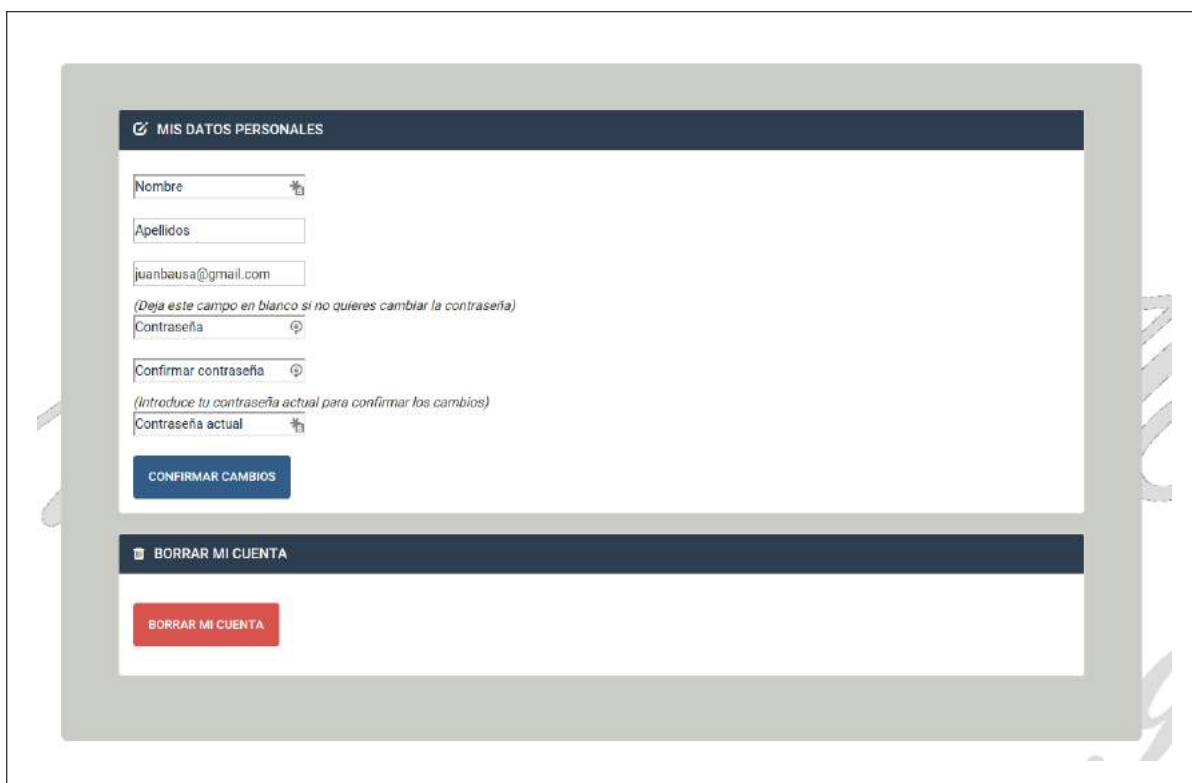 MIS DATOS PERSONALES
Nombre
Apellidos
juanbausa@gmail.com
(Deja este campo en blanco si no quieres cambiar la contraseña)
Contraseña
Confirmar contraseña
(Introduce tu contraseña actual para confirmar los cambios)
Contraseña actual
CONFIRMAR CAMBIOS
BORRAR MI CUENTA
BORRAR MI CUENTA